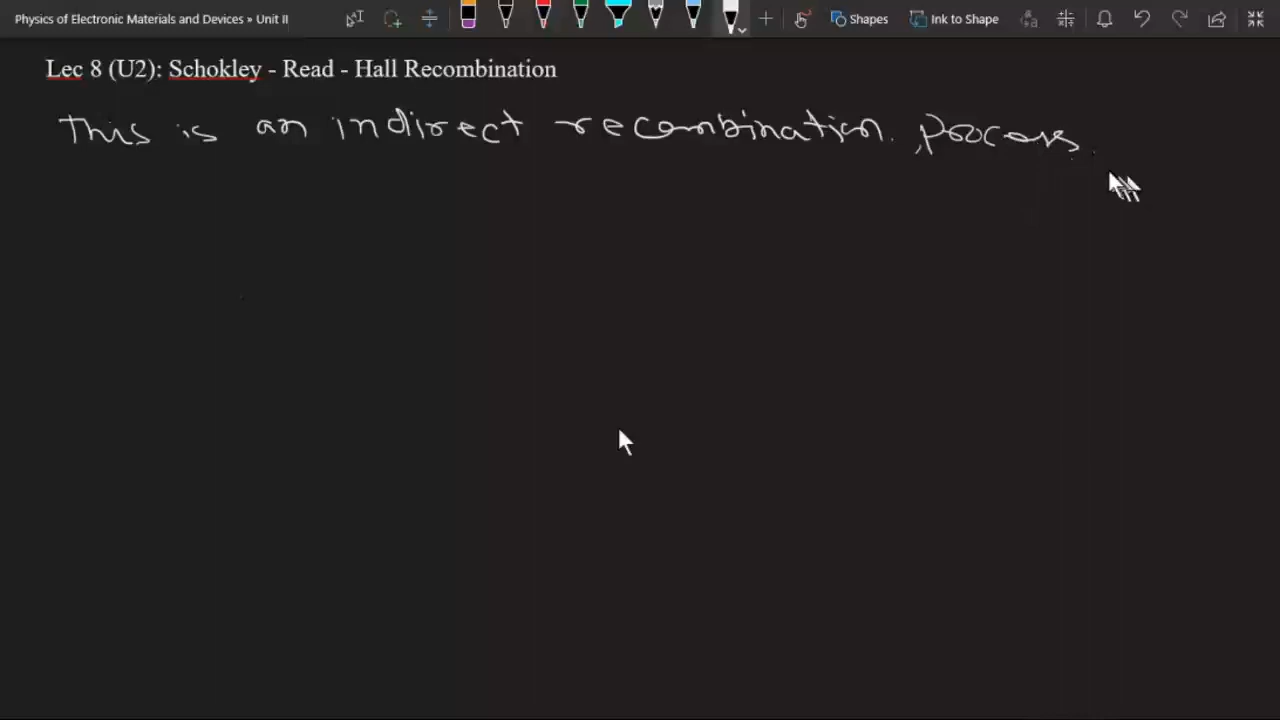 Physics of Electronic Materials and Devices » Unit II
Shapes
Ink to Shape
Lec 8 (U2): Schokley - Read - Hall Recombination
This is an indirect recombination process.